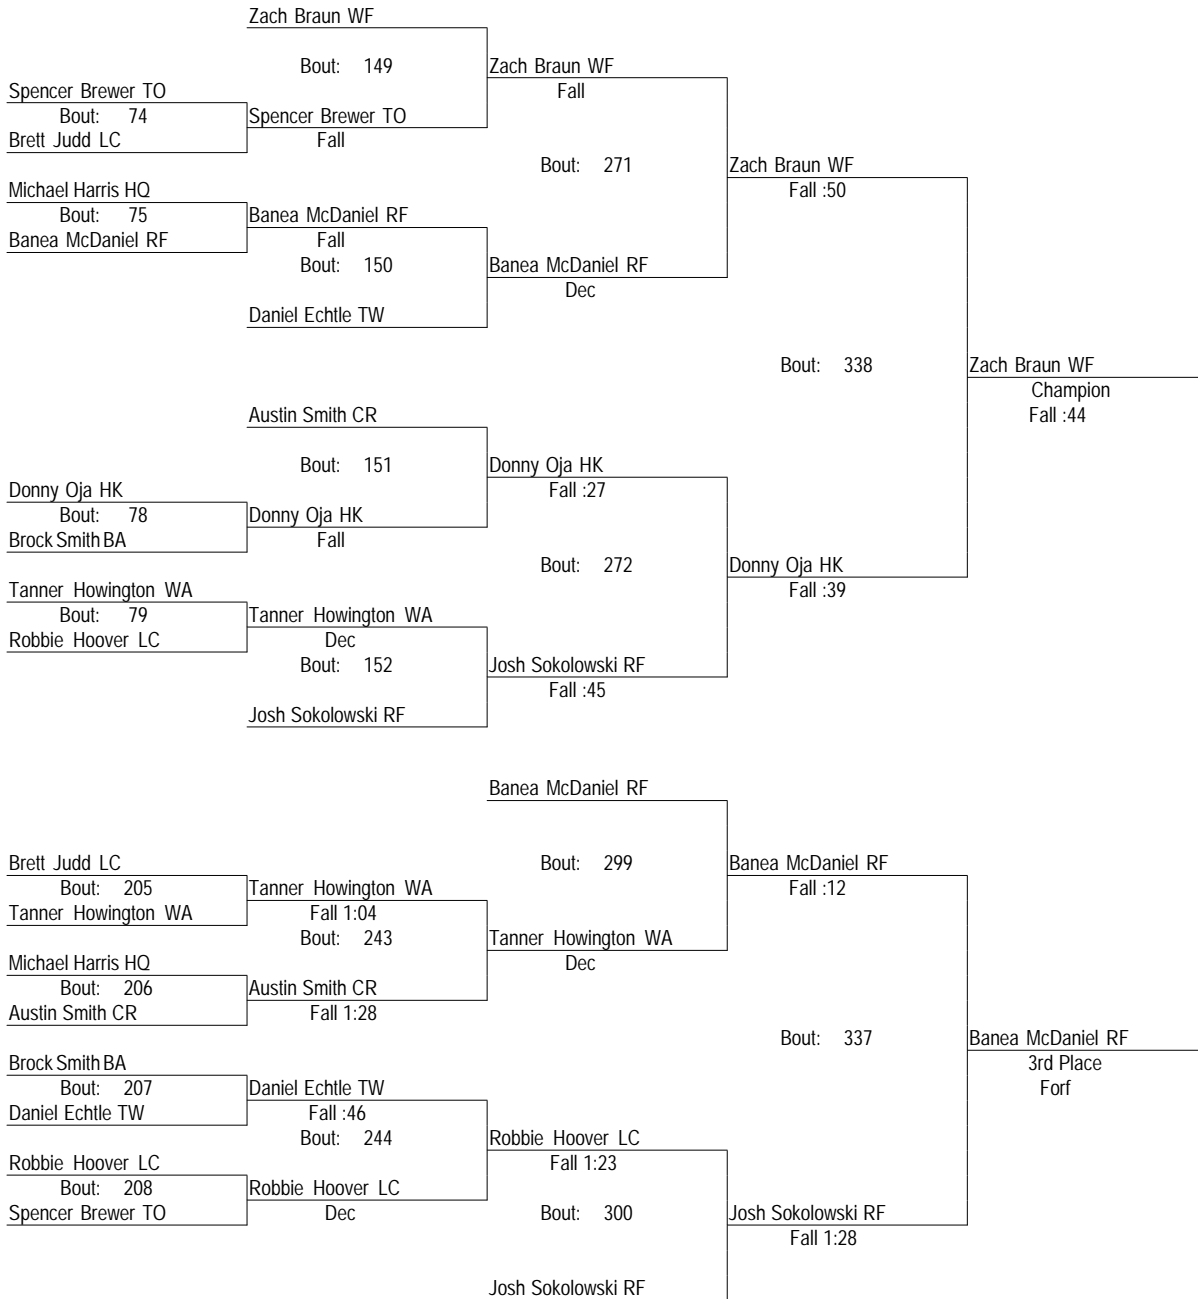 Zach Braun WF
Bout: 149
Zach Braun WF
Spencer Brewer TO
Fall
Bout: 74
Spencer Brewer TO
Brett Judd LC
Fall
Bout: 271
Zach Braun WF
Michael Harris HQ
Fall :50
Bout: 75
Banea McDaniel RF
Banea McDaniel RF
Fall
Bout: 150
Banea McDaniel RF
Dec
Daniel Echtle TW
Bout: 338
Zach Braun WF
Champion
Austin Smith CR
Fall :44
Bout: 151
Donny Oja HK
Donny Oja HK
Fall :27
Bout: 78
Donny Oja HK
Brock Smith BA
Fall
Bout: 272
Donny Oja HK
Tanner Howington WA
Fall :39
Bout: 79
Tanner Howington WA
Robbie Hoover LC
Dec
Bout: 152
Josh Sokolowski RF
Fall :45
Josh Sokolowski RF
Banea McDaniel RF
Brett Judd LC
Bout: 299
Banea McDaniel RF
Bout: 205
Tanner Howington WA
Fall :12
Tanner Howington WA
Fall 1:04
Bout: 243
Tanner Howington WA
Michael Harris HQ
Dec
Bout: 206
Austin Smith CR
Austin Smith CR
Fall 1:28
Bout: 337
Banea McDaniel RF
Brock Smith BA
3rd Place
Bout: 207
Daniel Echtle TW
Forf
Daniel Echtle TW
Fall :46
Bout: 244
Robbie Hoover LC
Robbie Hoover LC
Fall 1:23
Bout: 208
Robbie Hoover LC
Spencer Brewer TO
Dec
Bout: 300
Josh Sokolowski RF
Fall 1:28
Josh Sokolowski RF